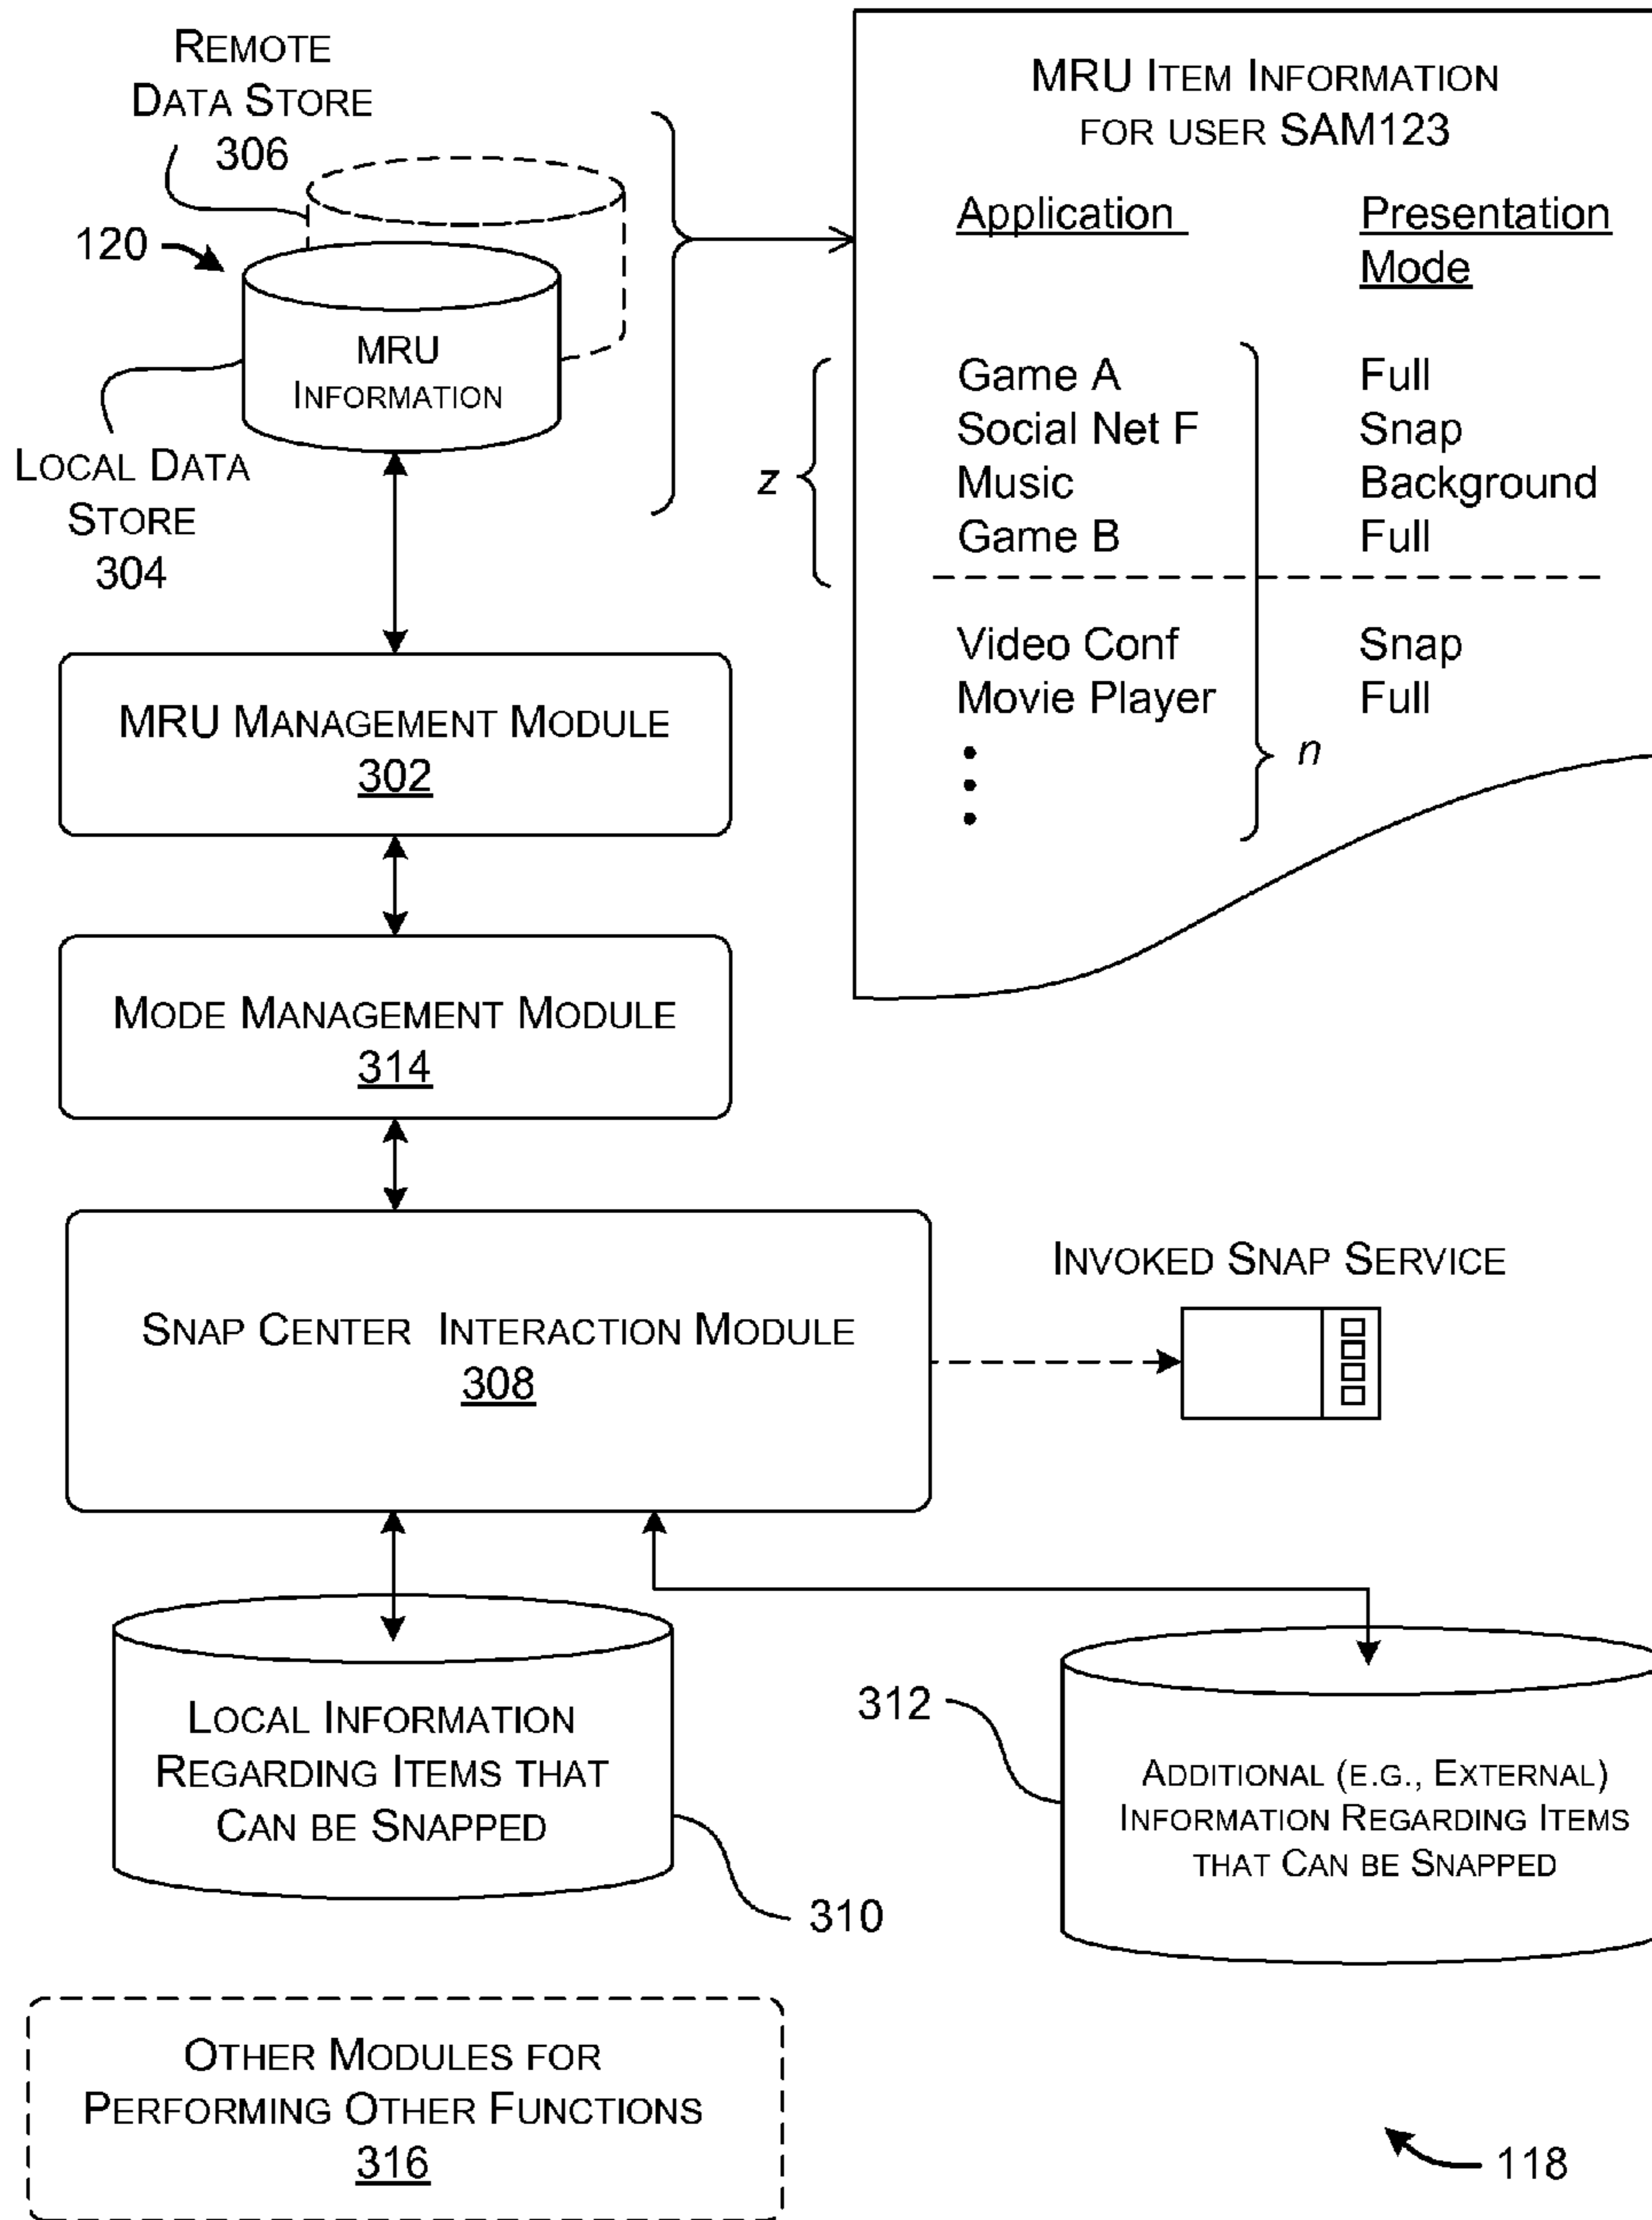 REMOTE
DATA STORE
306
120
MRU
INFORMATION
LOCAL DATA
STORE
304
MRU ITEM INFORMATION
FOR USER SAM123
Application Presentation
Mode
Game A Full
Social Net F Snap
z Music Background
Game B Full
Video Conf Snap
Movie Player Full
n
MRU MANAGEMENT MODULE
302
MODE MANAGEMENT MODULE
314
SNAP CENTER INTERACTION MODULE
308
INVOKED SNAP SERVICE
LOCAL INFORMATION
REGARDING ITEMS THAT
CAN BE SNAPPED
310
312
ADDITIONAL (E.G., EXTERNAL)
INFORMATION REGARDING ITEMS
THAT CAN BE SNAPPED
OTHER MODULES FOR
PERFORMING OTHER FUNCTIONS
316
118